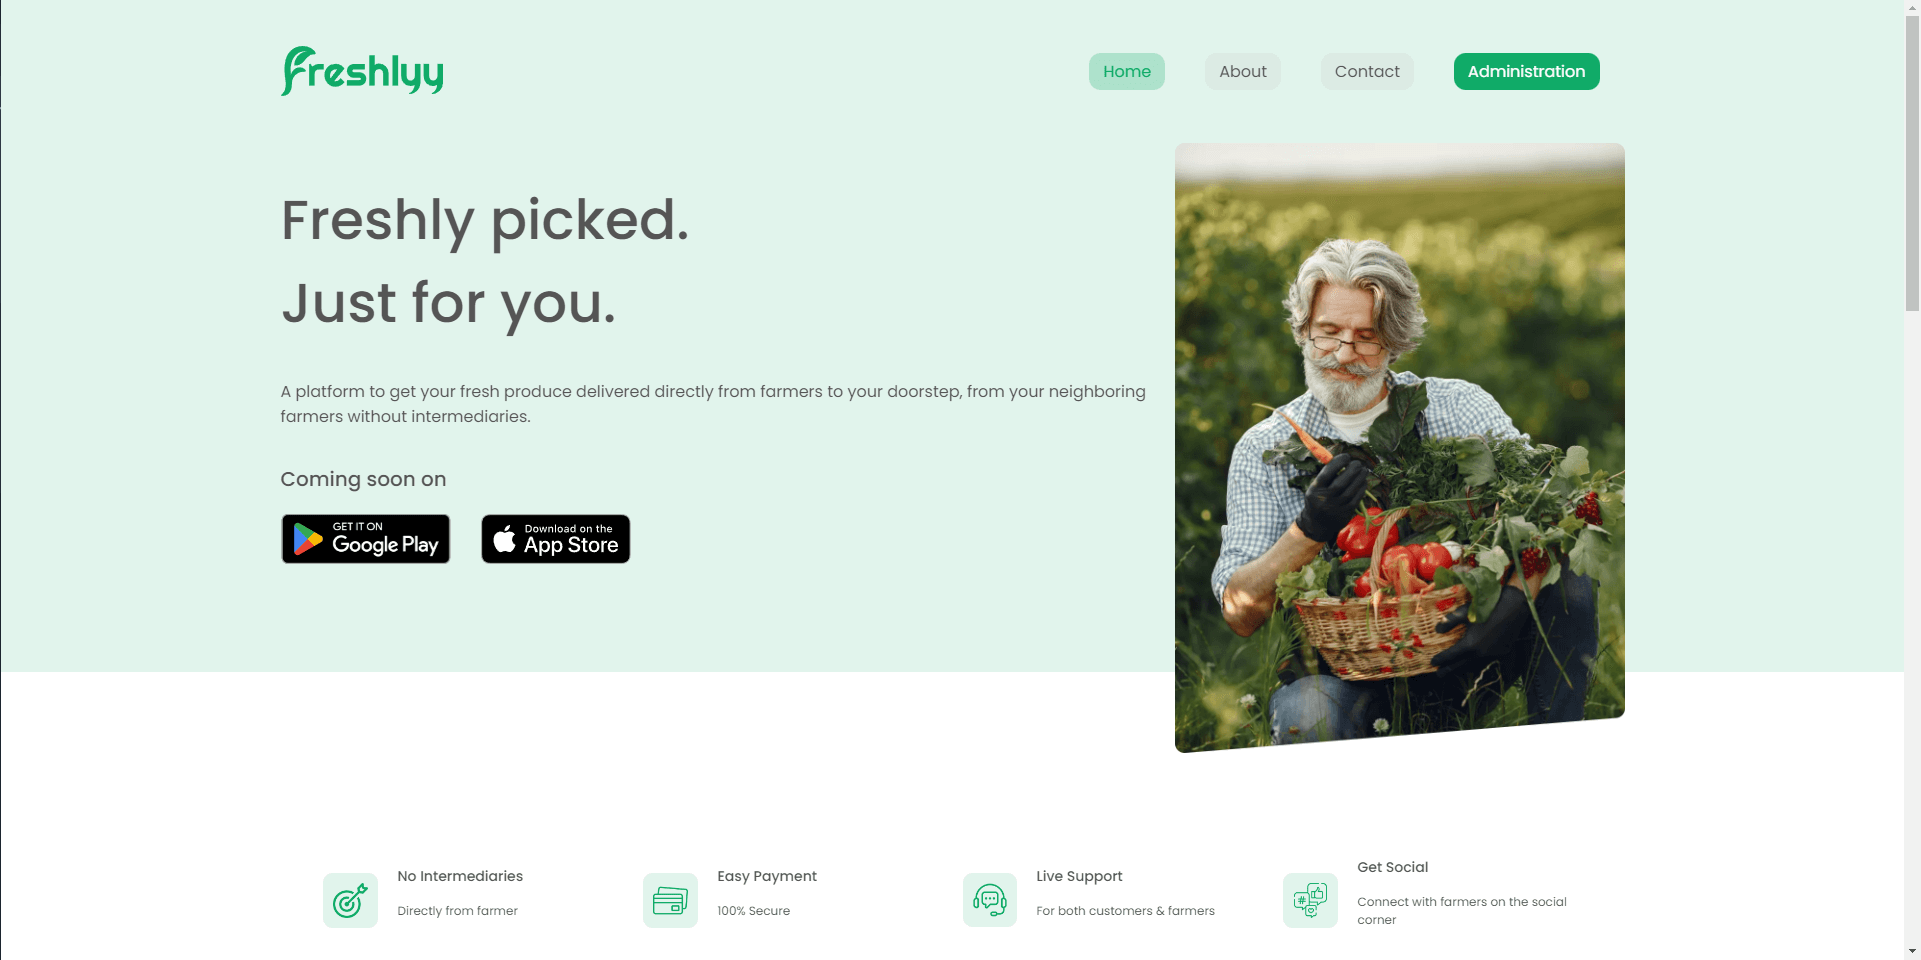 Freshlyy
Home
About
Contact
Administration
Freshly picked.
Just for you.
A platform to get your fresh produce delivered directly from farmers to your doorstep, from your neighboring
farmers without intermediaries.
Coming soon on
GET IT ON
Google Play
Download on the
App Store
No Intermediaries
Directly from farmer
Easy Payment
100% Secure
Live Support
For both customers & farmers
#
Get Social
Connect with farmers on the social
corner